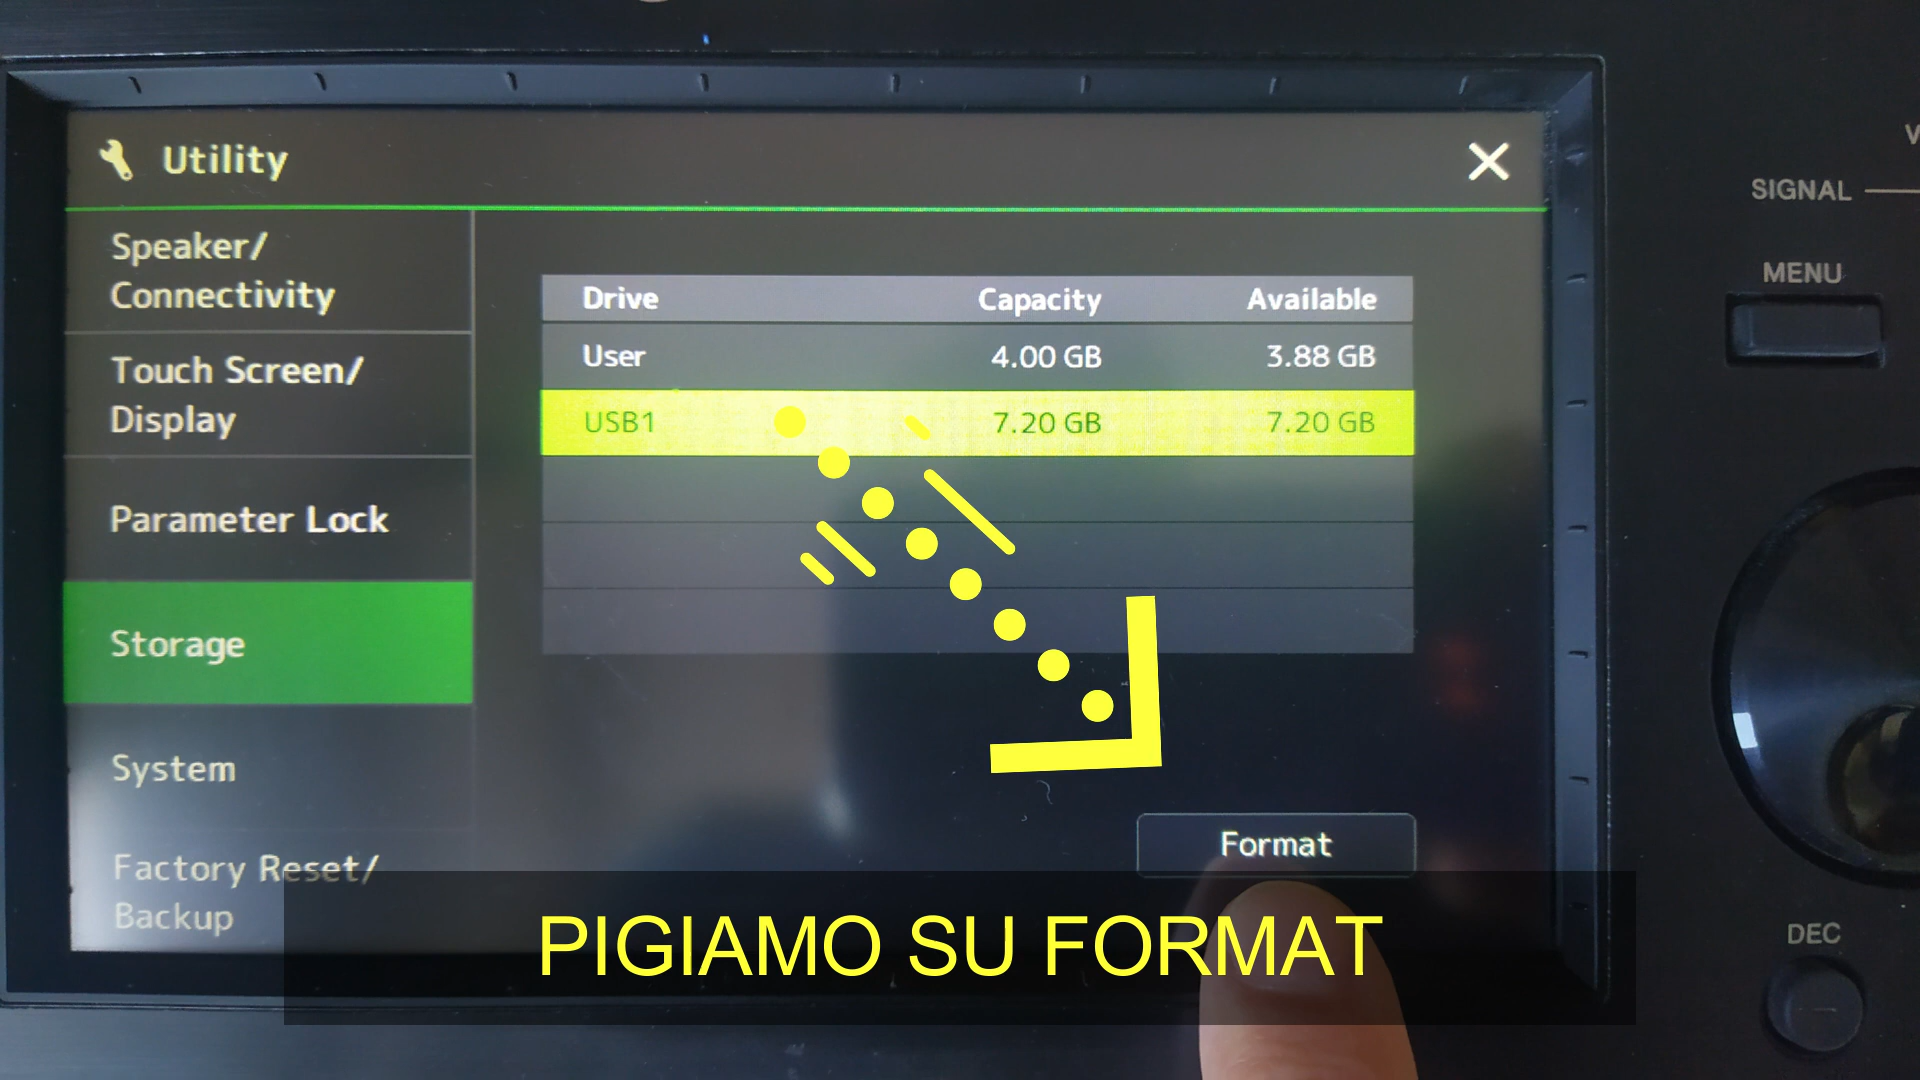 Utility
SIGNAL
MENU
Speaker/
Connectivity
Touch Screen/
Display
Parameter Lock
Storage
System
Factory Reset/
Backup
Drive Capacity Available
User 4.00 GB 3.88 GB
USB1 7.20 GB 7.20 GB
Format
DEC
PIGIAMO SU FORMAT